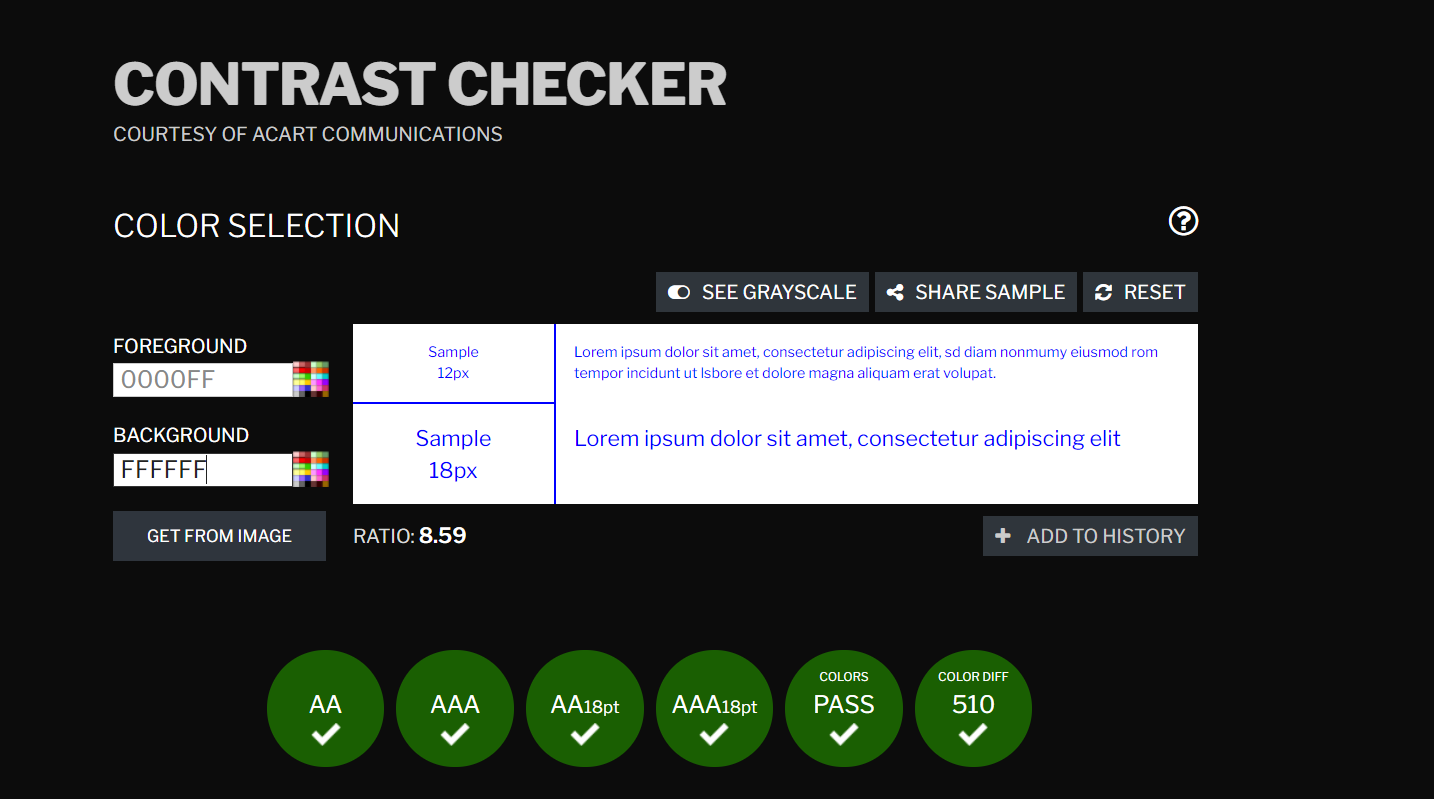 CONTRAST CHECKER
COURTESY OF ACART COMMUNICATIONS
COLOR SELECTION
SEE GRAYSCALE
SHARE SAMPLE
RESET
FOREGROUND
0000FF
BACKGROUND
FFFFFF
GET FROM IMAGE
Sample
12px
Lorem ipsum dolor sit amet, consectetur adipiscing elit, sd diam nonmumy eiusmod rom
tempor incidunt ut lsbore et dolore magna aliquam erat volupat.
Sample
18px
Lorem ipsum dolor sit amet, consectetur adipiscing elit
RATIO: 8.59
ADD TO HISTORY
AA
AAA
AA18pt
AAA18pt
COLORS
PASS
COLOR DIFF
510